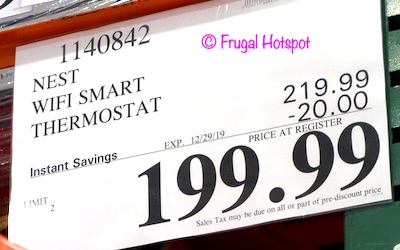 1140842
© Frugal Hotspot
NEST
WIFI SMART
THERMOSTAT
219.99
-20.00
Instant Savings
EXP. 12/29/19
PRICE AT REGISTER
LIMIT 2
199.99
Sales Tax may be due on all or part of pre-discount price